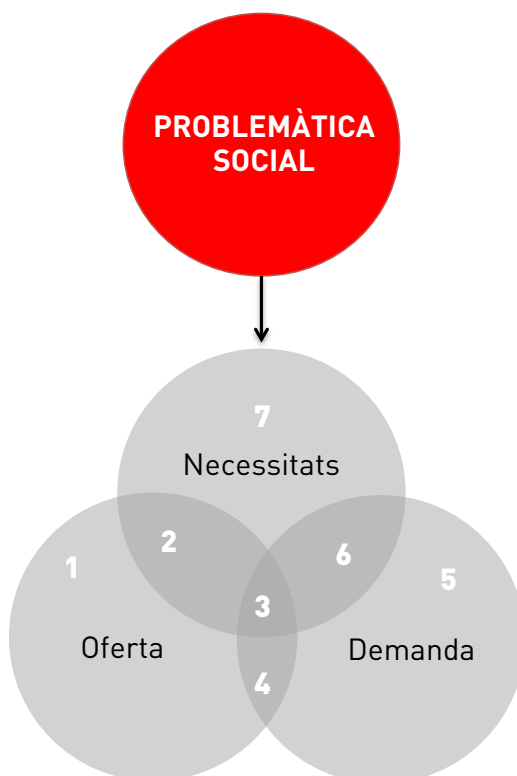 PROBLEMÀTICA
SOCIAL
7
Necessitats
2
6
1
5
3
Oferta
Demanda
4